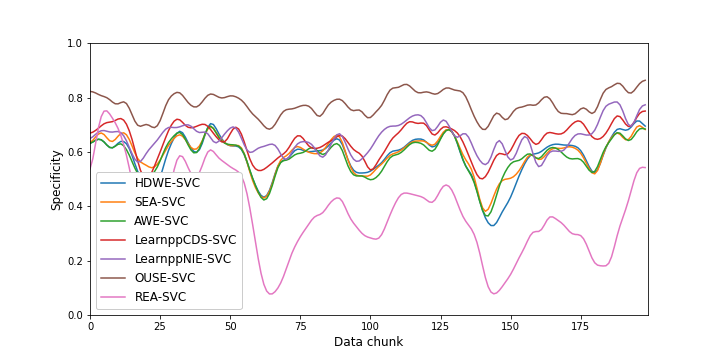 1.0
0.8
0.6
0.4
0.2
0.0
Specificity
HDWE-SVC
SEA-SVC
AWE-SVC
LearnppCDS-SVC
LearnppNIE-SVC
OUSE-SVC
REA-SVC
0 25 50 75 100 125 150 175
Data chunk